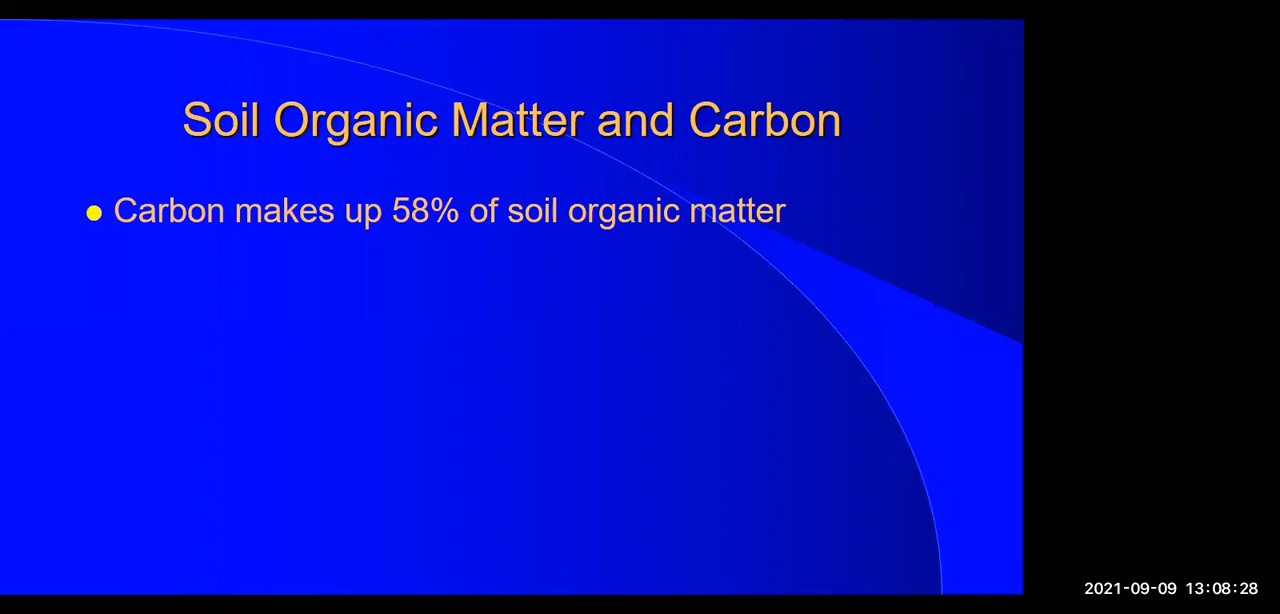 Soil Organic Matter and Carbon
Carbon makes up 58% of soil organic matter
2021-09-09 13:08:28